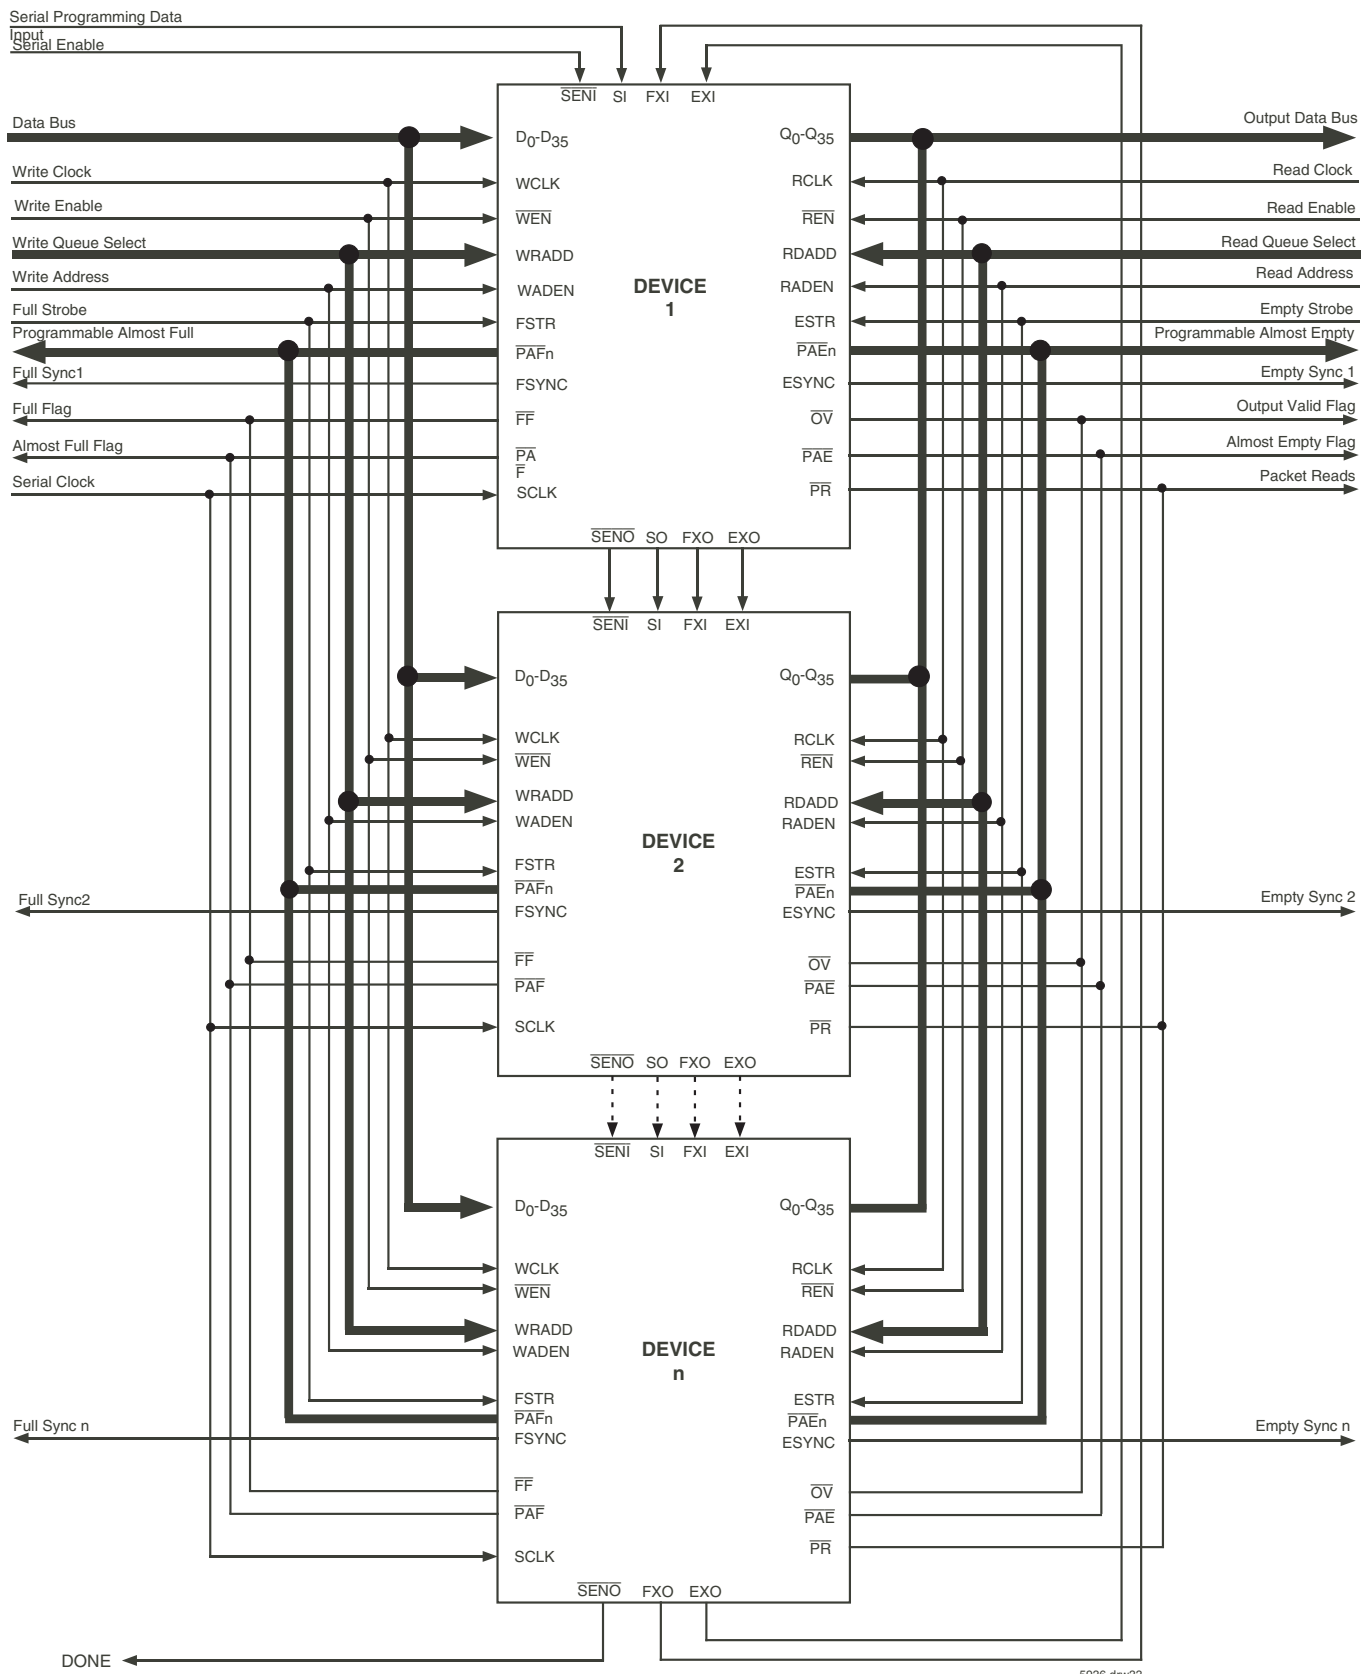 Serial Programming Data
Input
Serial Enable
SENI SI FXI EXI
Data Bus D0-D35 Q0-Q35 Output Data Bus
Write Clock WCLK RCLK Read Clock
Write Enable WEN REN Read Enable
Write Queue Select WRADD RDADD Read Queue Select
Write Address WADEN RADEN Read Address
DEVICE
1
Full Strobe FSTR ESTR Empty Strobe
Programmable Almost Full PAFn PAEn Programmable Almost Empty
Full Sync1 FSYNC ESYNC Empty Sync 1
Full Flag FF OV Output Valid Flag
Almost Full Flag PA PAE Almost Empty Flag
F
Serial Clock SCLK PR Packet Reads
SENO SO FXO EXO
SENI SI FXI EXI
D0-D35 Q0-Q35
WCLK RCLK
WEN REN
WRADD RDADD
WADEN RADEN
DEVICE
2
FSTR ESTR
PAFn PAEn
Full Sync2 FSYNC ESYNC Empty Sync 2
FF OV
PAF PAE
SCLK PR
SENO SO FXO EXO
SENI SI FXI EXI
D0-D35 Q0-Q35
WCLK RCLK
WEN REN
WRADD RDADD
WADEN RADEN
DEVICE
n
FSTR ESTR
PAFn PAEn
Full Sync n FSYNC ESYNC Empty Sync n
FF OV
PAF PAE
SCLK PR
SENO FXO EXO
DONE